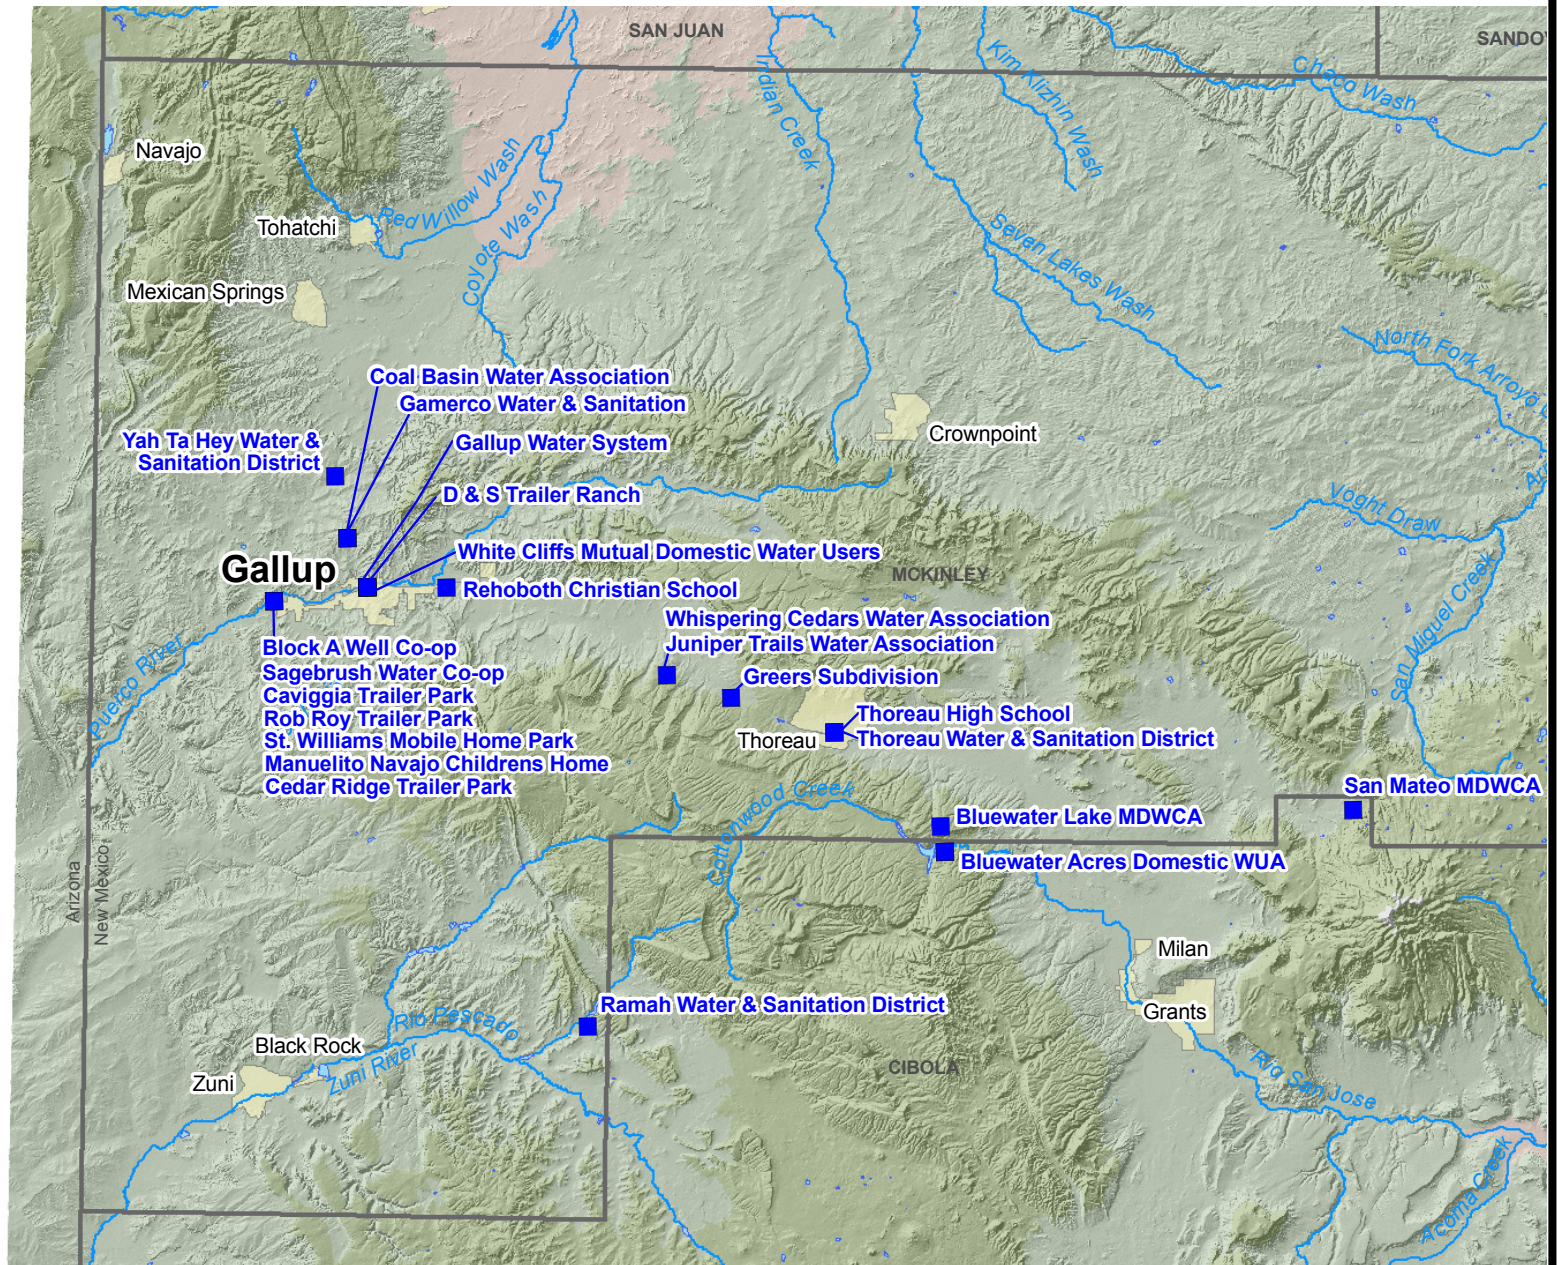 SAN JUAN
SANDO
Indian Creek
Kim Klizhin Wash
Chaco Wash
Navajo
Red Willow Wash
Tohatchi
Coyote Wash
Seven Lakes Wash
Mexican Springs
North Fork Arroyo
Coal Basin Water Association
Gamerco Water & Sanitation
Yah Ta Hey Water &
Sanitation District
Gallup Water System
Crownpoint
D & S Trailer Ranch
Voght Draw
White Cliffs Mutual Domestic Water Users
Gallup
MCKINLEY
Rehoboth Christian School
San Miguel Creek
Whispering Cedars Water Association
Juniper Trails Water Association
Puerco River
Block A Well Co-op
Sagebrush Water Co-op
Caviggia Trailer Park
Rob Roy Trailer Park
St. Williams Mobile Home Park
Manuelito Navajo Childrens Home
Cedar Ridge Trailer Park
Greers Subdivision
Thoreau High School
Thoreau Water & Sanitation District
Thoreau
San Mateo MDWCA
Cottonwood Creek
Bluewater Lake MDWCA
Bluewater Acres Domestic WUA
Arizona
New Mexico
Milan
Ramah Water & Sanitation District
Grants
Rio Pescado
Black Rock
Zuni River
Zuni
CIBOLA
Rio San Jose
Acoma Creek